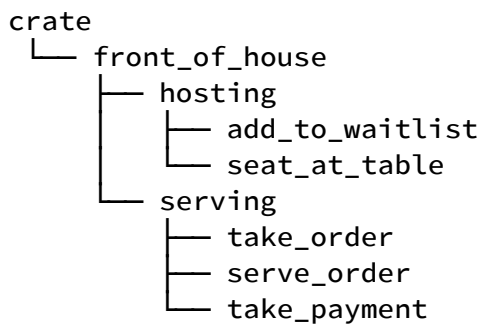 crate
front_of_house
hosting
add_to_waitlist
seat_at_table
serving
take_order
serve_order
take_payment